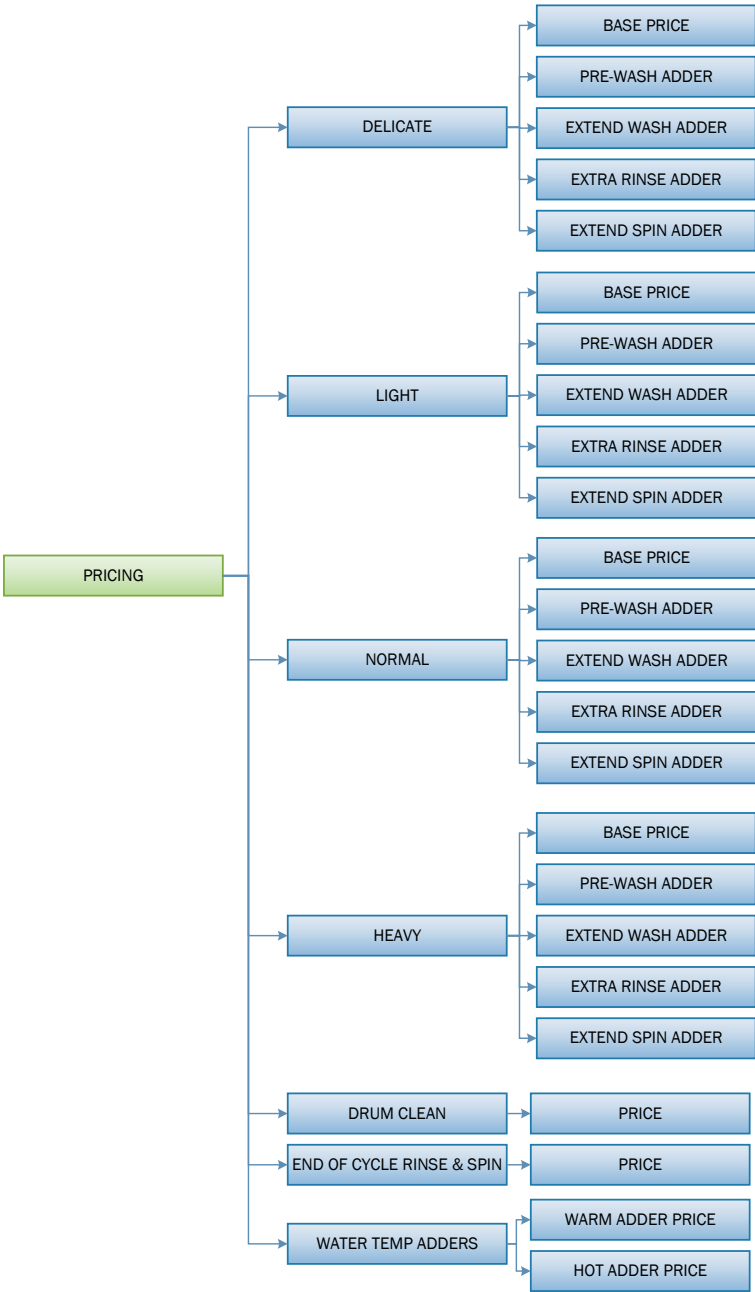 PRICING
DELICATE
BASE PRICE
PRE-WASH ADDER
EXTEND WASH ADDER
EXTRA RINSE ADDER
EXTEND SPIN ADDER
LIGHT
BASE PRICE
PRE-WASH ADDER
EXTEND WASH ADDER
EXTRA RINSE ADDER
EXTEND SPIN ADDER
NORMAL
BASE PRICE
PRE-WASH ADDER
EXTEND WASH ADDER
EXTRA RINSE ADDER
EXTEND SPIN ADDER
HEAVY
BASE PRICE
PRE-WASH ADDER
EXTEND WASH ADDER
EXTRA RINSE ADDER
EXTEND SPIN ADDER
DRUM CLEAN
PRICE
END OF CYCLE RINSE & SPIN
PRICE
WATER TEMP ADDERS
WARM ADDER PRICE
HOT ADDER PRICE